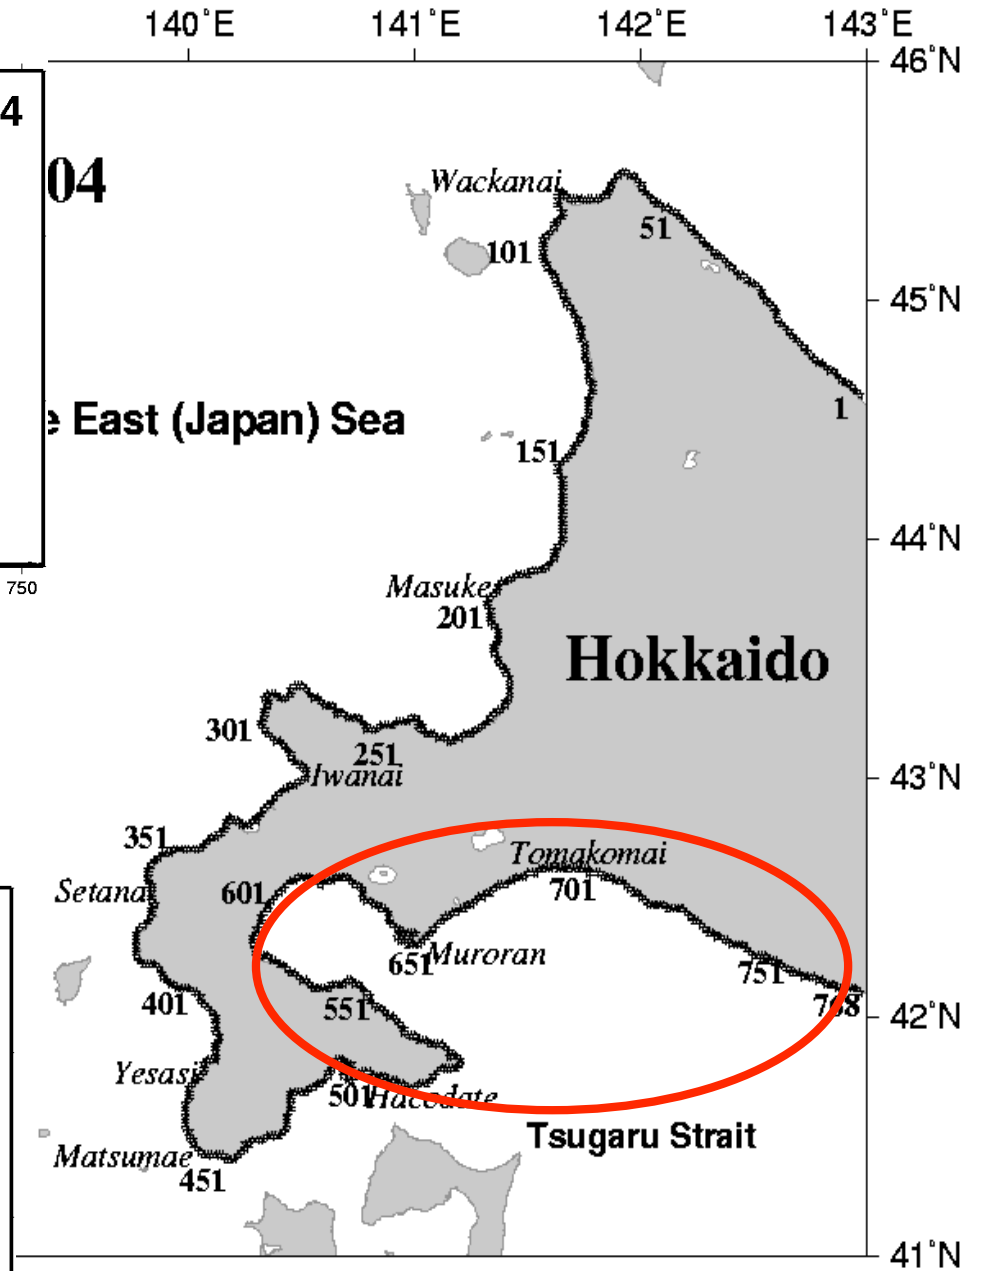 140°E 141°E 142°E 143°E
46°N
4
04
Wackanai
51
101
45°N
1
e East (Japan) Sea
151
44°N
750
Masuke
201
Hokkaido
301
251
Iwanai
43°N
351
Tomakomai
Setana
601
701
Muroran
651
751
401
551
768
42°N
Yesasi
501
Hacodate
Tsugaru Strait
Matsumae
451
41°N